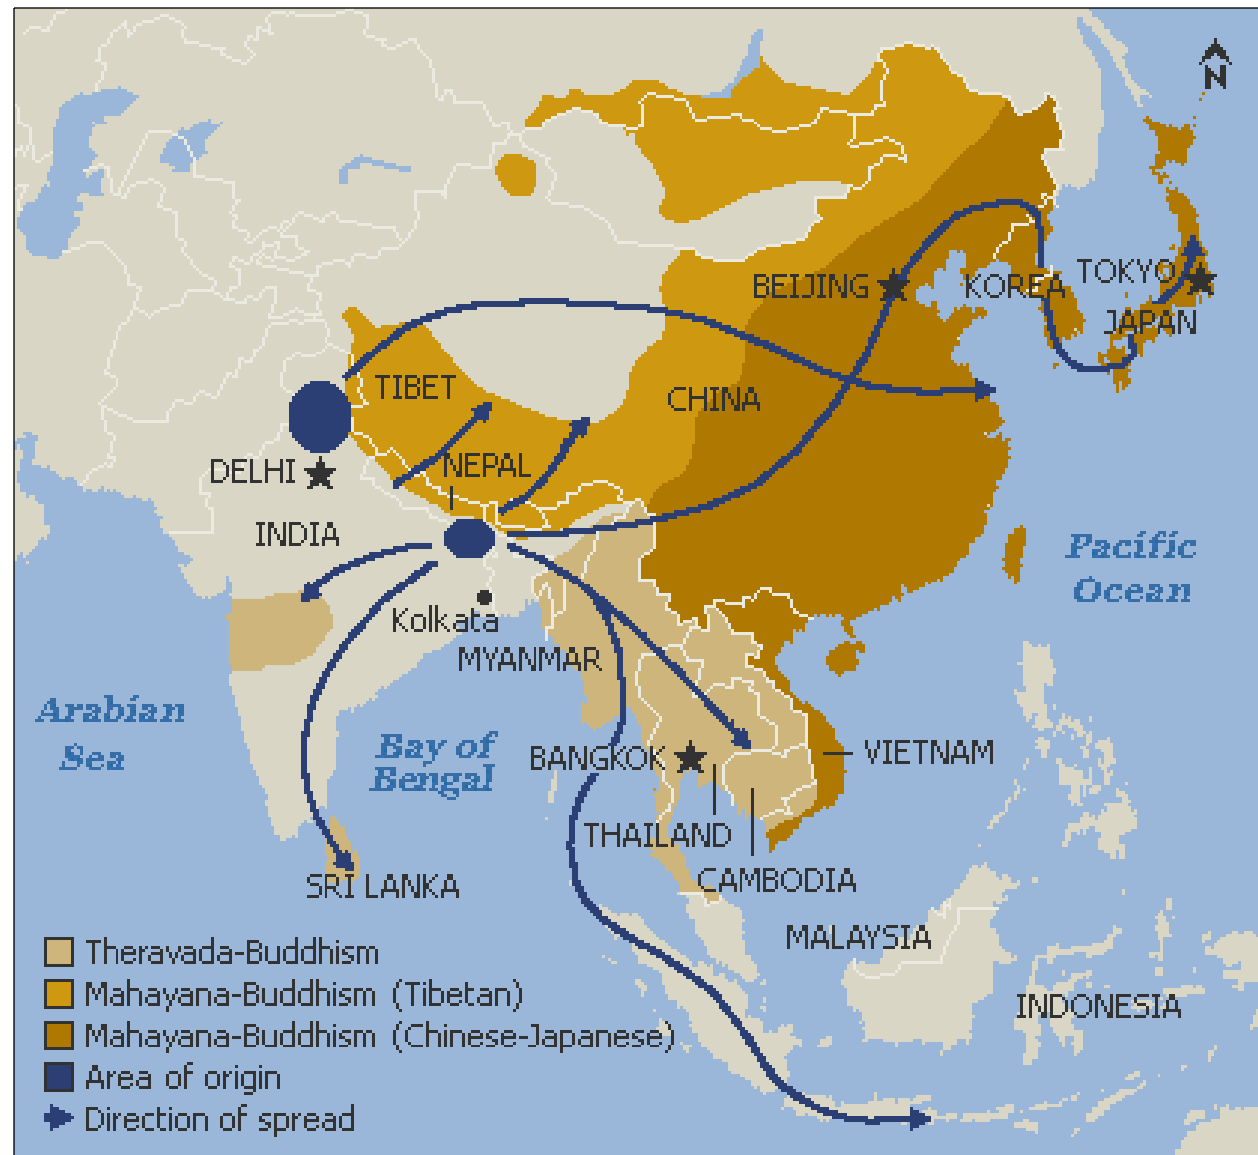 N
BEIJING
KOREA
TOKYO
JAPAN
TIBET
CHINA
NEPAL
DELHI
INDIA
Pacific
Ocean
Kolkata
MYANMAR
Arabian
Sea
Bay of
Bengal
BANGKOK
VIETNAM
THAILAND
CAMBODIA
SRI LANKA
MALAYSIA
INDONESIA
Theravada-Buddhism
Mahayana-Buddhism (Tibetan)
Mahayana-Buddhism (Chinese-Japanese)
Area of origin
Direction of spread